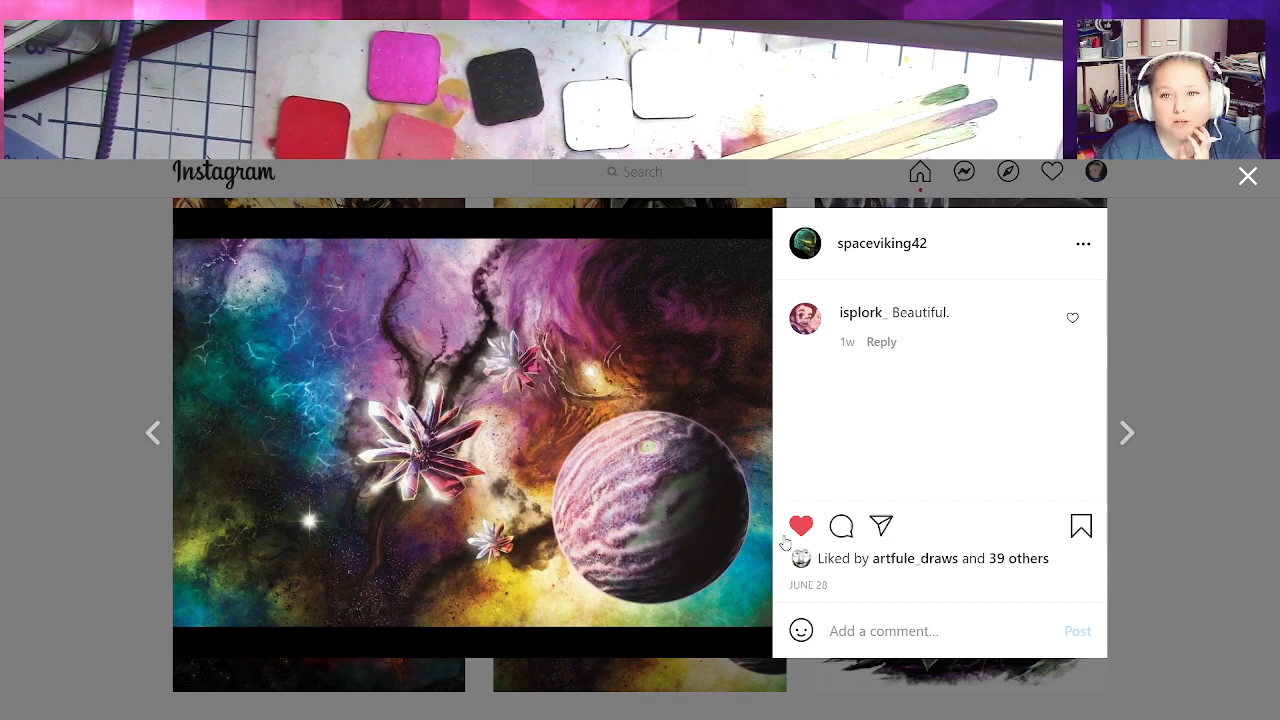 Instagram
Search
spaceviking42
isplork_ Beautiful.
1w Reply
Liked by artfule_draws and 39 others
JUNE 28
Add a comment...
Post